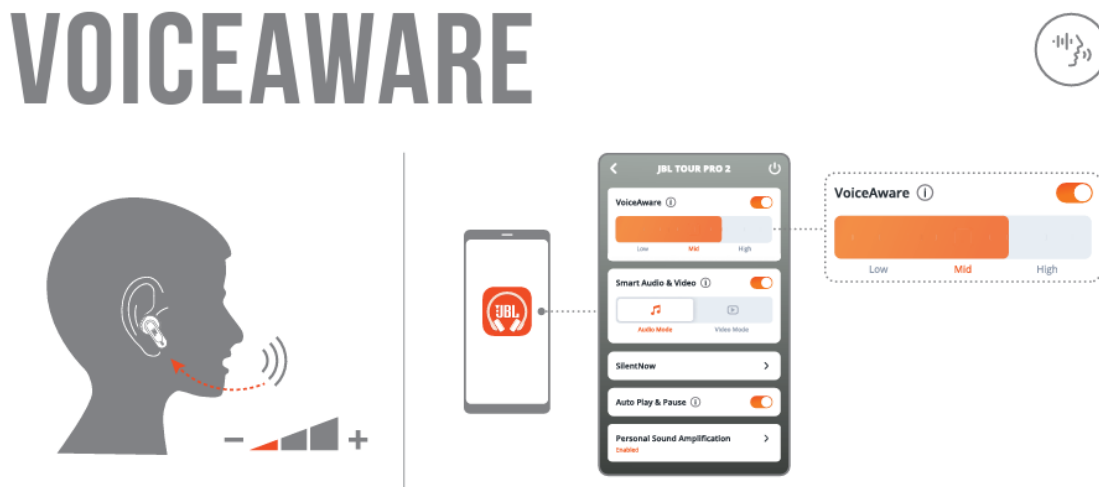 VOICEAWARE
JBL
JBL TOUR PRO 2
VoiceAware
Low Mid High
Smart Audio & Video
Audio Mode Video Mode
SilentNow
Auto Play & Pause
Personal Sound Amplification
Enabled
VoiceAware
Low Mid High